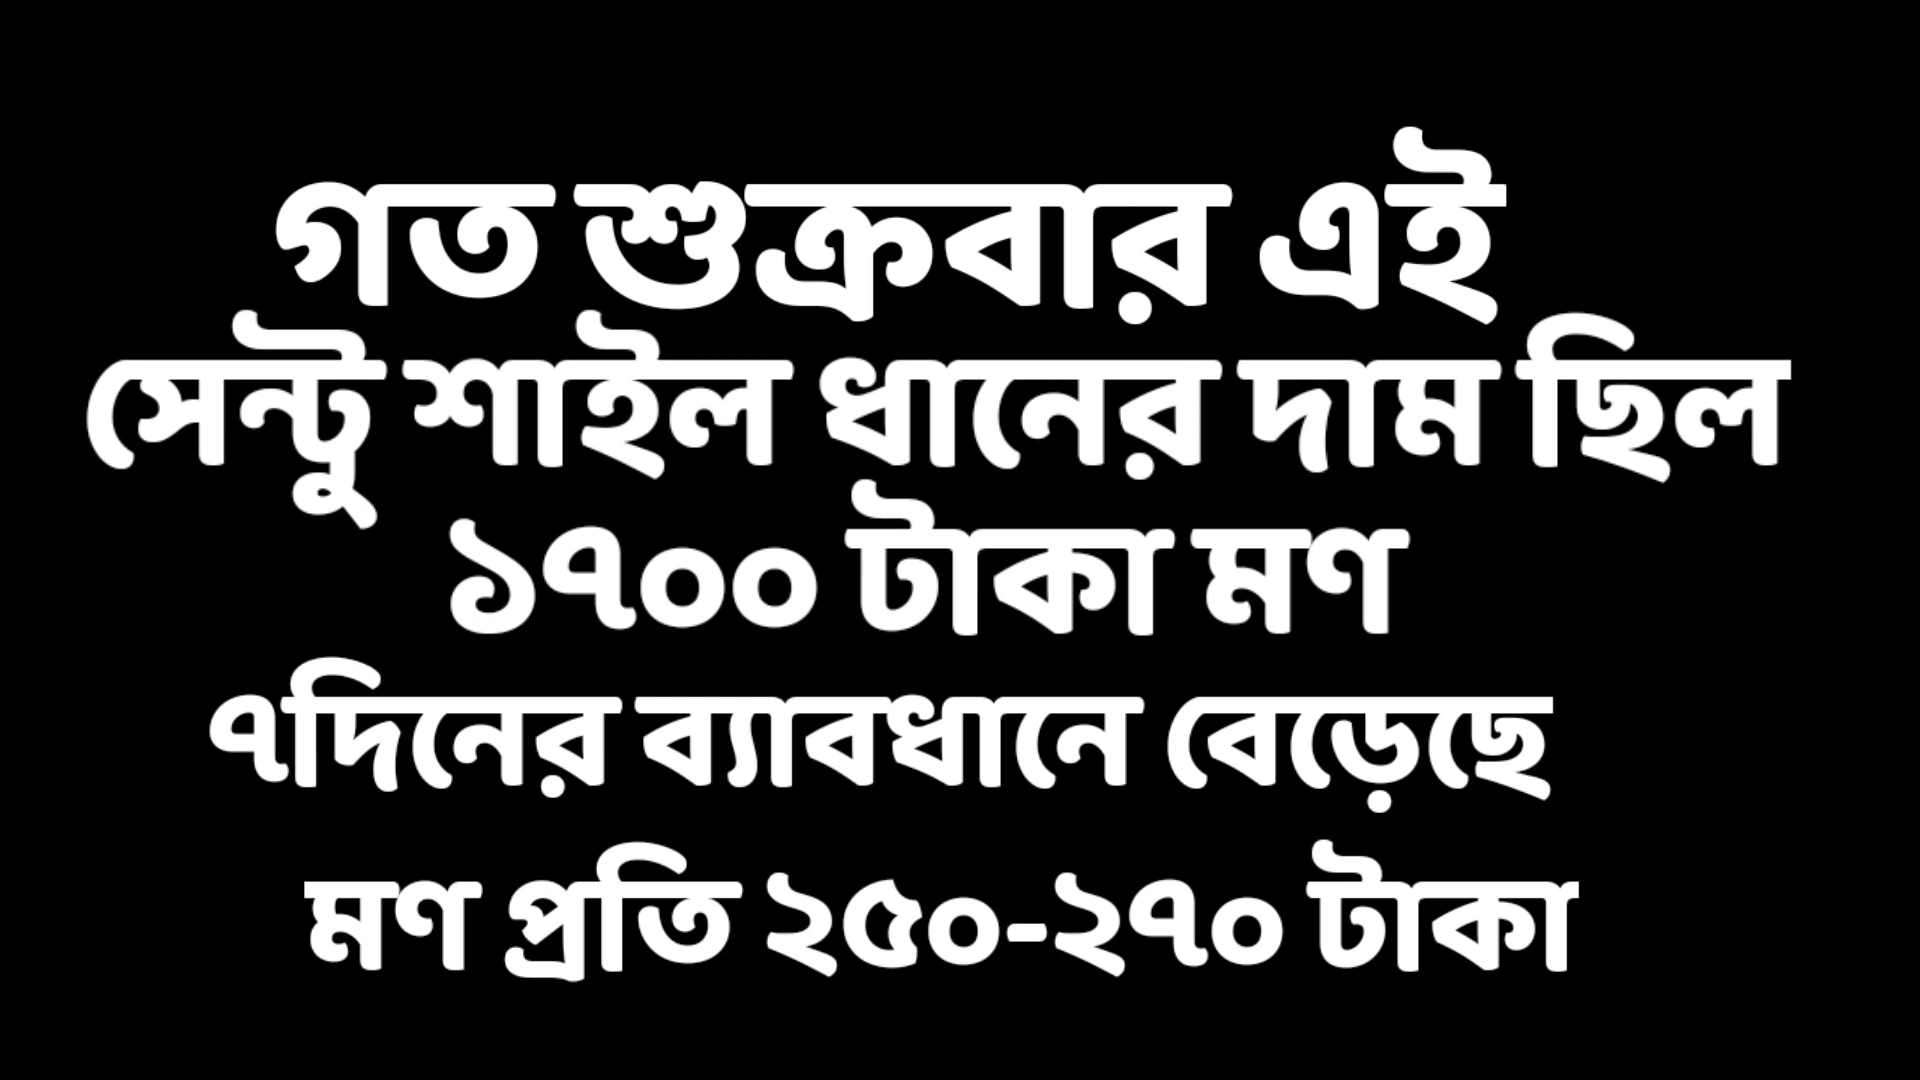 গত শুক্রবার এই
সেন্টু শাইল ধানের দাম ছিল
১৭০০ টাকা মণ
৭দিনের ব্যাবধানে বেড়েছে
মণ প্রতি ২৫০-২৭০ টাকা